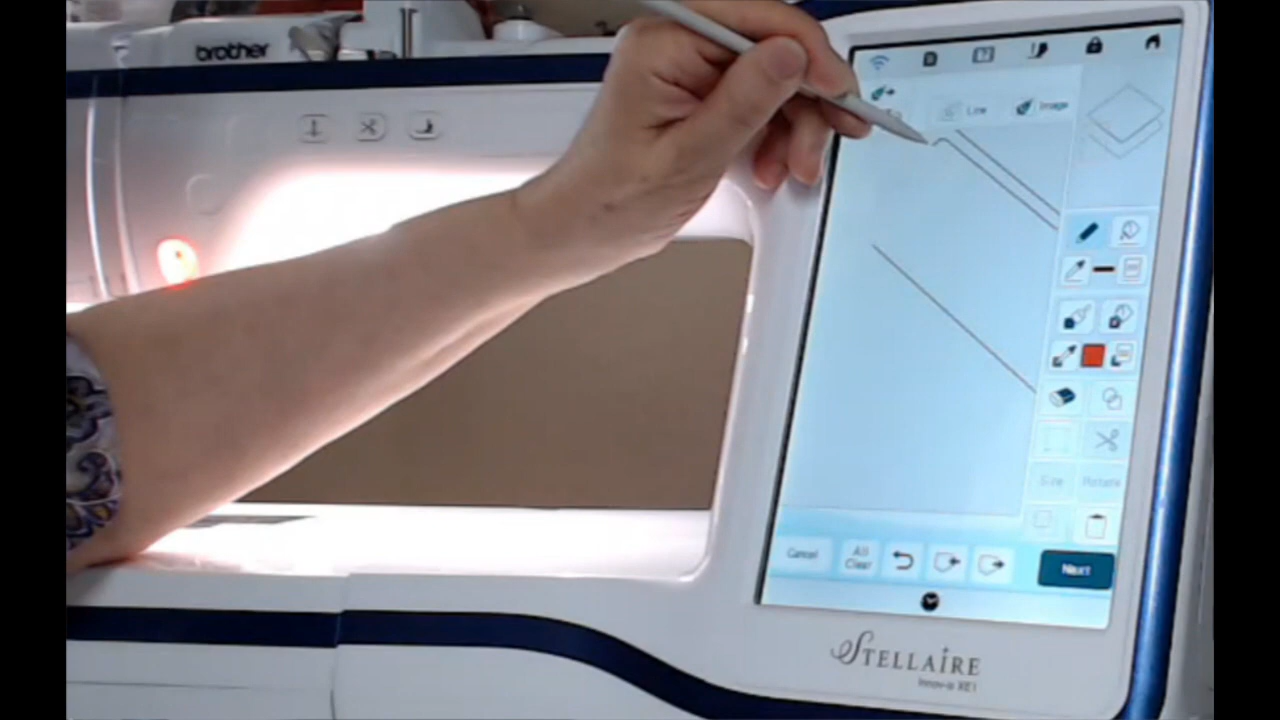 brother
Line
Image
Size
Rotate
Cancel
All
Clear
Next
STELLAIRE
Innov-is XE1